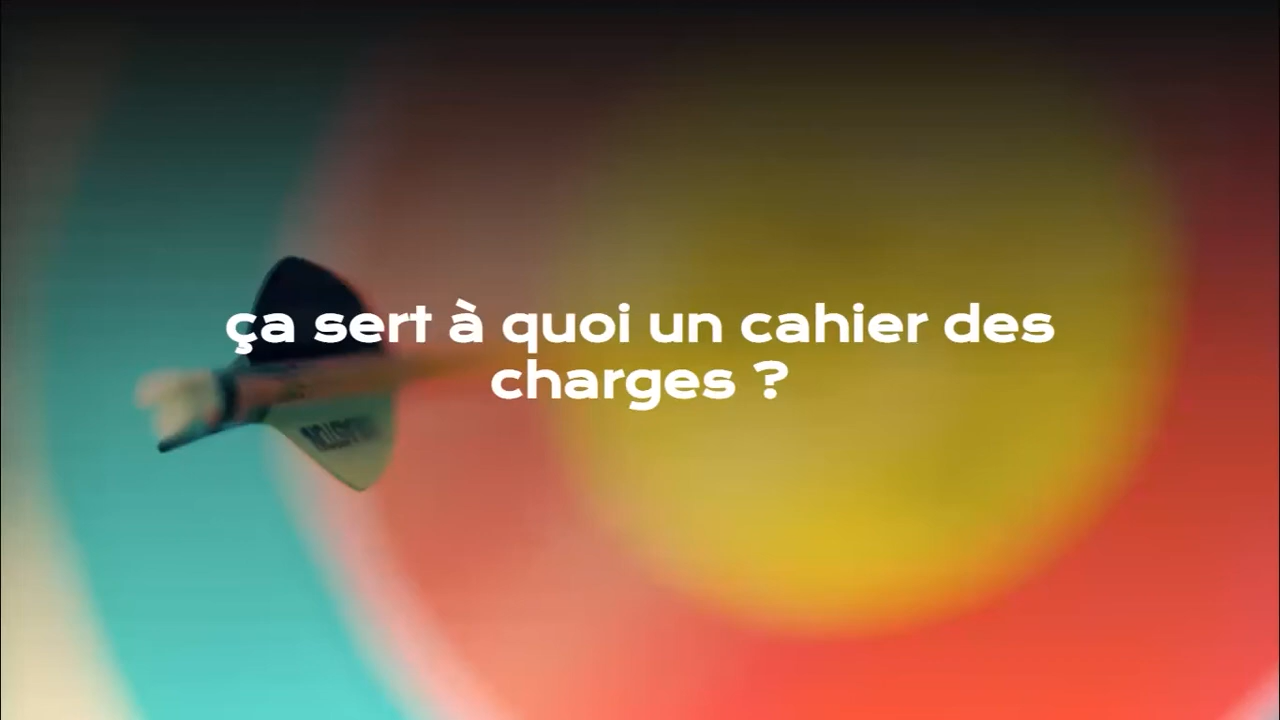 ça sert à quoi un cahier des
charges ?